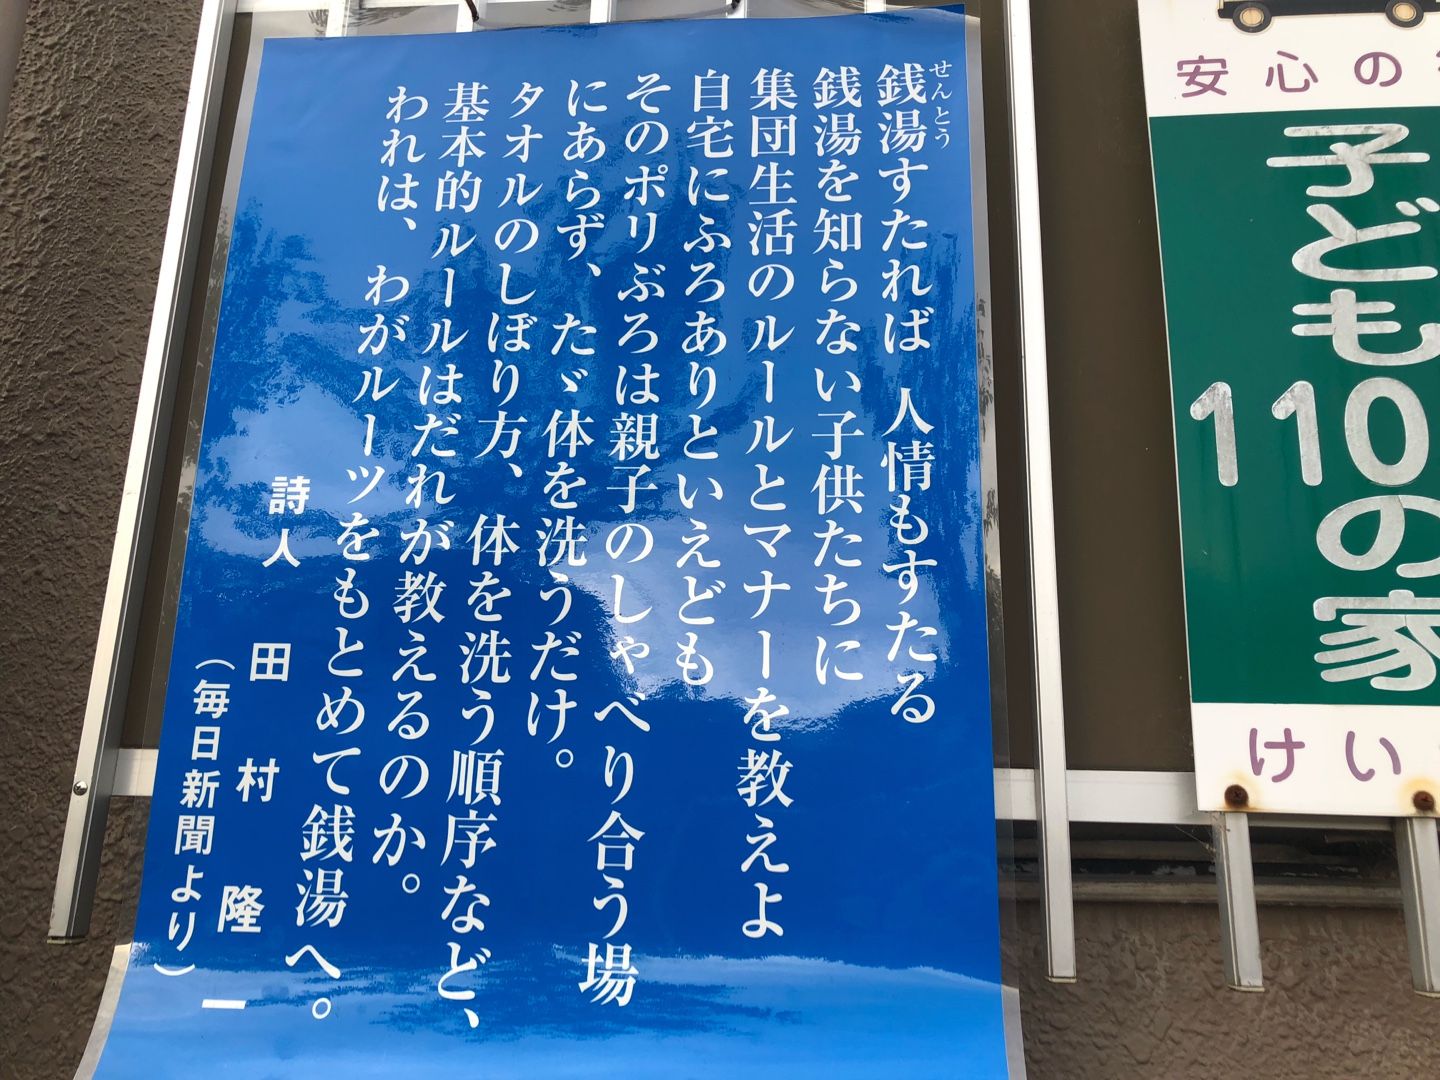 銭湯すたれば 人情もすたる
せんとう
銭湯を知らない子供たちに
集団生活のルールとマナーを教えよ
自宅にふろありといえども
そのポリぶろは親子のしゃべり合う場
にあらず、たゞ体を洗うだけ。
タオルのしぼり方、体を洗う順序など、
基本的ルールはだれが教えるのか。
われは、わがルーツをもとめて銭湯へ。
詩人 田村隆一
（毎日新聞より）
安心の
子ども
110の
家
けい